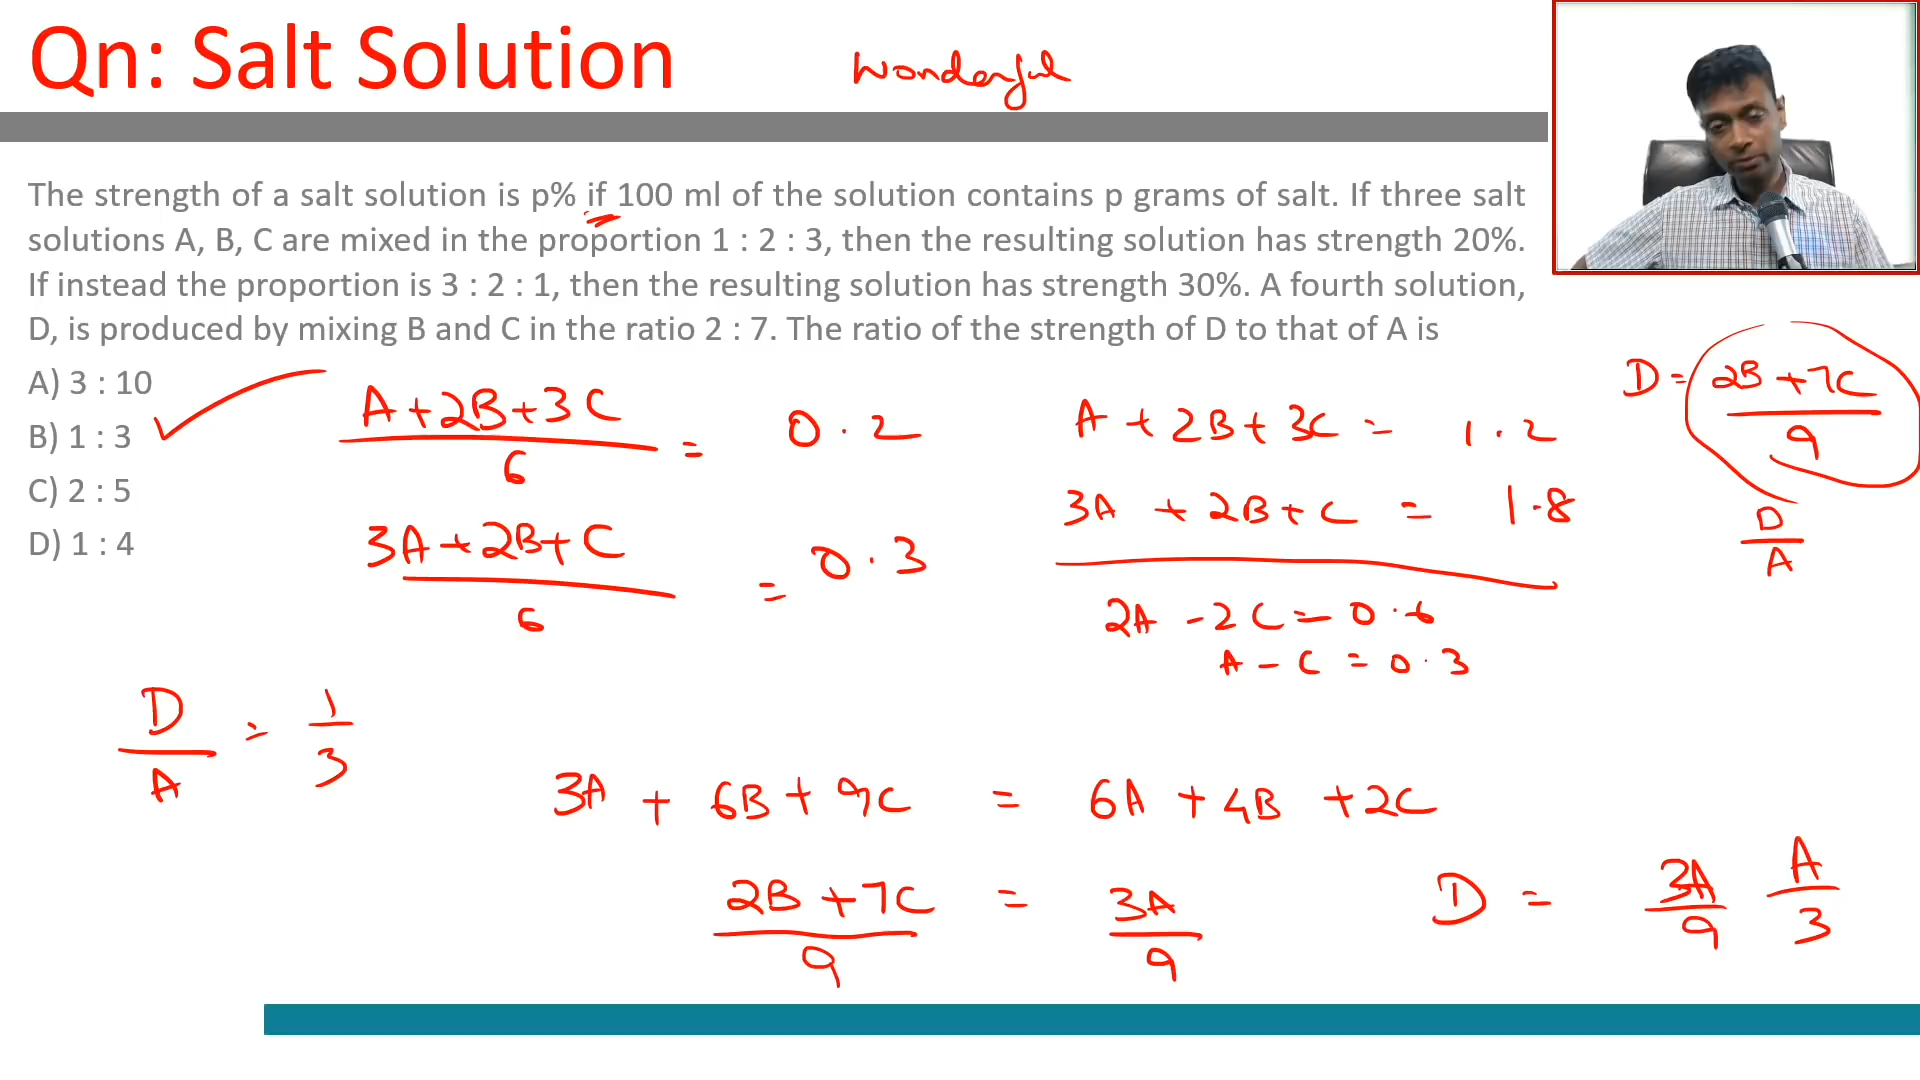 Qn: Salt Solution
Wonderful
The strength of a salt solution is p% if 100 ml of the solution contains p grams of salt. If three salt
solutions A, B, C are mixed in the proportion 1 : 2 : 3, then the resulting solution has strength 20%.
If instead the proportion is 3 : 2 : 1, then the resulting solution has strength 30%. A fourth solution,
D, is produced by mixing B and C in the ratio 2 : 7. The ratio of the strength of D to that of A is
A) 3 : 10
B) 1 : 3
C) 2 : 5
D) 1 : 4
A+2B+3C
6
= 0.2
3A+2B+C
6
= 0.3
A + 2B + 3C = 1.2
3A + 2B + C = 1.8
2A - 2C = 0.6
A - C = 0.3
D = 2B + 7C
9
D
A
D
A
= 1
3
3A + 6B + 9C = 6A + 4B + 2C
2B + 7C
9
= 3A
9
D = 3A
9
A
3